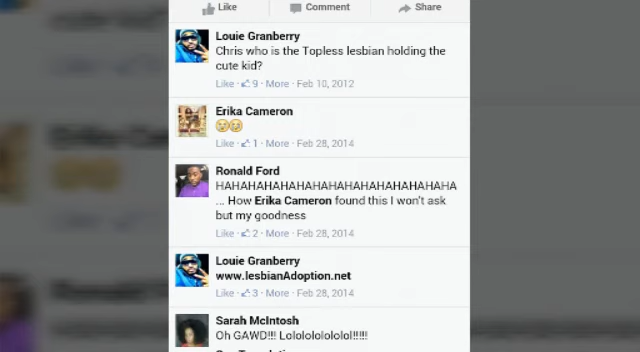 Like Comment Share
Louie Granberry
Chris who is the Topless lesbian holding the
cute kid?
Like · 9 · More · Feb 10, 2012
Erika Cameron
Like · 1 · More · Feb 28, 2014
Ronald Ford
HAHAHAHAHAHAHAHAHAHAHAHAHAHA
... How Erika Cameron found this I won't ask
but my goodness
Like · 2 · More · Feb 28, 2014
Louie Granberry
www.lesbianAdoption.net
Like · 3 · More · Feb 28, 2014
Sarah McIntosh
Oh GAWD!!! Lolololololololol!!!!!